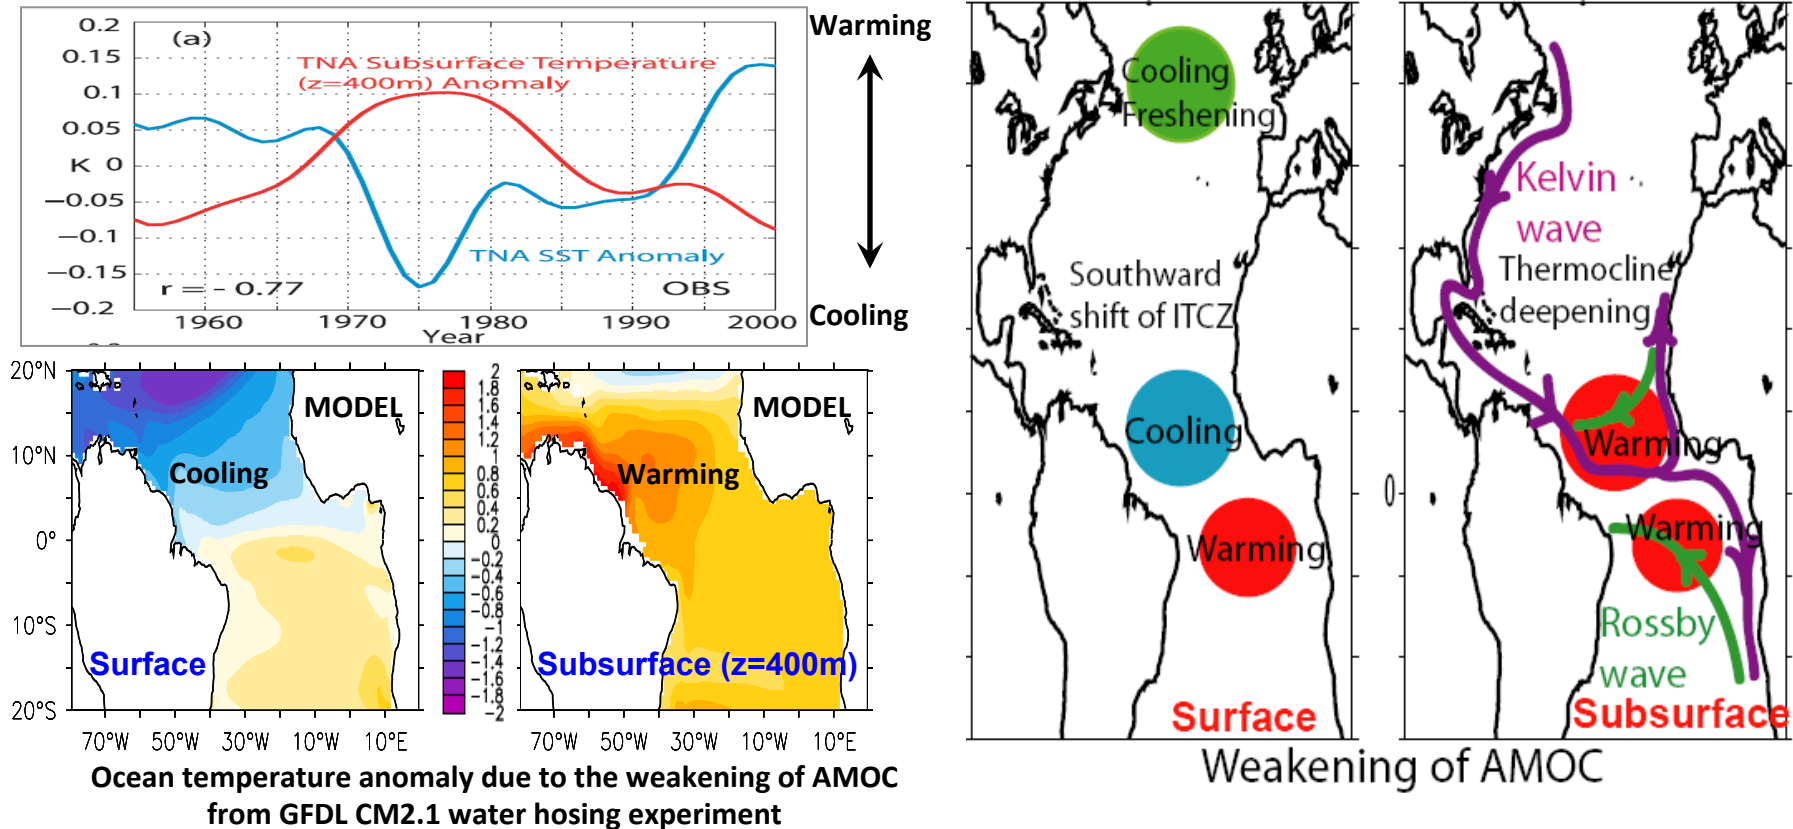 0.2
0.15
0.1
0.05
K 0
−0.05
−0.1
−0.15
−0.2
(a)
TNA Subsurface Temperature
(z=400m) Anomaly
TNA SST Anomaly
r = - 0.77
OBS
1960
1970
1980
1990
2000
Year
Warming
Cooling
20°N
10°N
0°
10°S
20°S
MODEL
Cooling
Surface
70°W
50°W
30°W
10°W
10°E
2
1.8
1.6
1.4
1.2
1
0.8
0.6
0.4
0.2
0
−0.2
−0.4
−0.6
−0.8
−1
−1.2
−1.4
−1.6
−1.8
−2
MODEL
Warming
Subsurface (z=400m)
70°W
50°W
30°W
10°W
10°E
Ocean temperature anomaly due to the weakening of AMOC
from GFDL CM2.1 water hosing experiment
Cooling
Freshening
Southward
shift of ITCZ
Cooling
Warming
Surface
Kelvin
wave
Thermocline
deepening
Warming
0
Warming
Rossby
wave
Subsurface
Weakening of AMOC